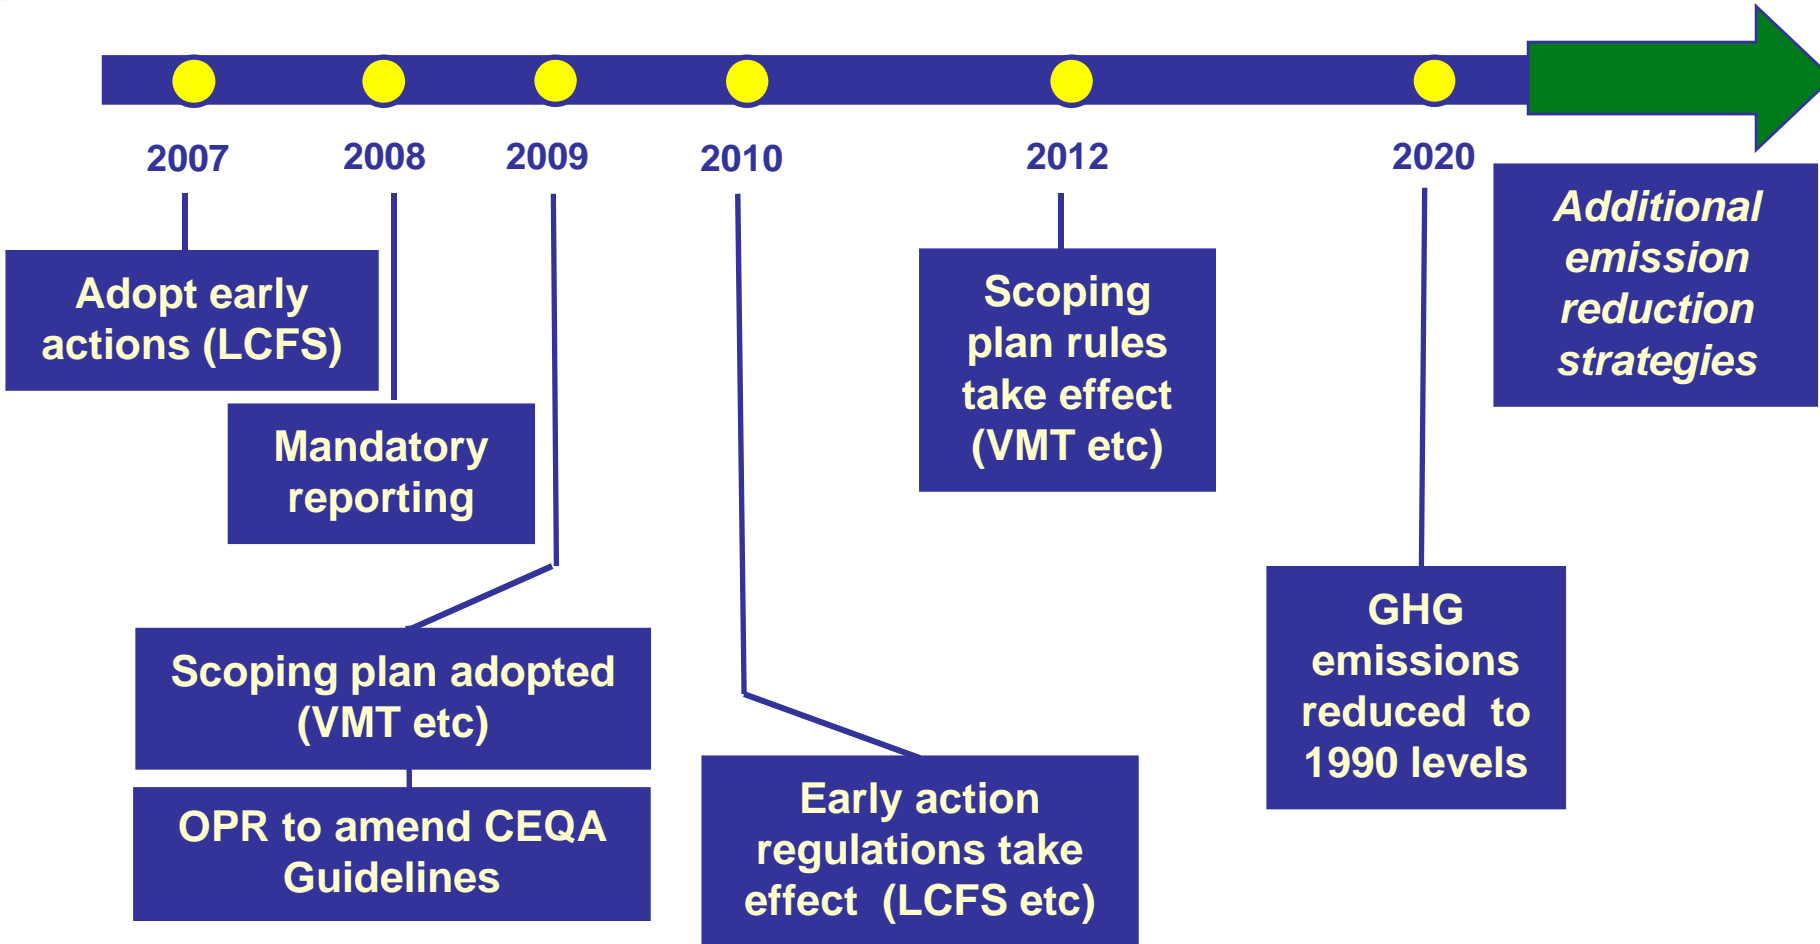 2007
2008
2009
2010
2012
2020
Adopt early
actions (LCFS)
Mandatory
reporting
Scoping plan adopted
(VMT etc)
OPR to amend CEQA
Guidelines
Early action
regulations take
effect (LCFS etc)
Scoping
plan rules
take effect
(VMT etc)
GHG
emissions
reduced to
1990 levels
Additional
emission
reduction
strategies